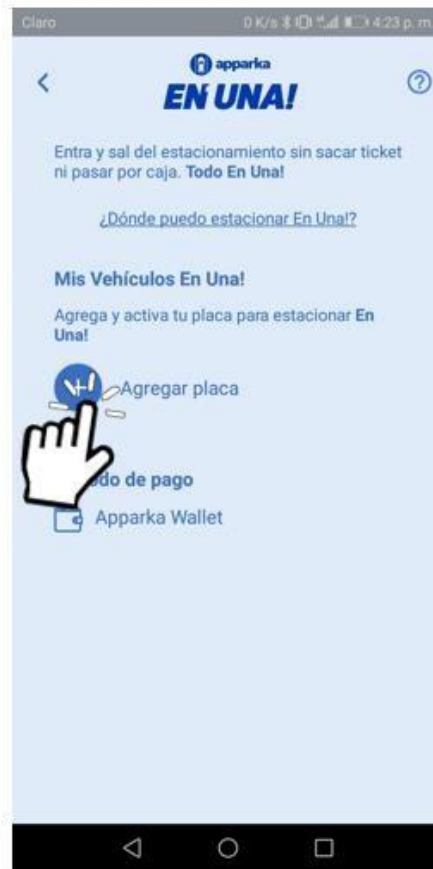 Claro 0 K/s 4:23 p. m.
apparka
EN UNA!
Entra y sal del estacionamiento sin sacar ticket
ni pasar por caja. Todo En Una!
¿Dónde puedo estacionar En Una!?
Mis Vehículos En Una!
Agrega y activa tu placa para estacionar En
Una!
Agregar placa
do de pago
Apparka Wallet